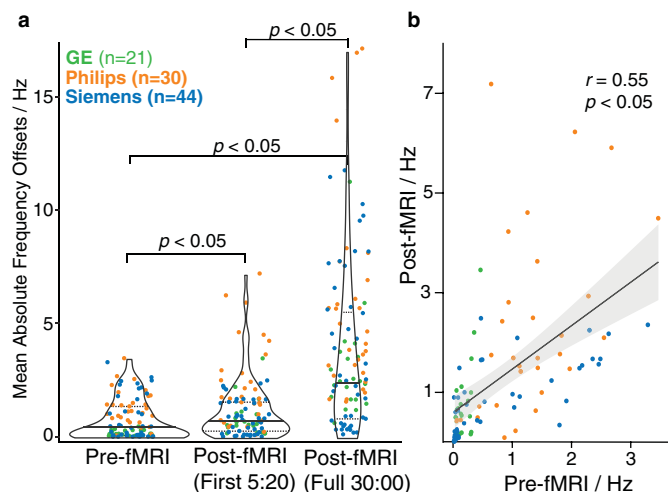 a
p < 0.05
GE (n=21)
Philips (n=30)
Siemens (n=44)
p < 0.05
p < 0.05
Mean Absolute Frequency Offsets / Hz
15
10
5
0
Pre-fMRI
Post-fMRI
(First 5:20)
Post-fMRI
(Full 30:00)
b
r = 0.55
p < 0.05
Post-fMRI / Hz
7
5
3
1
0
1
2
3
Pre-fMRI / Hz